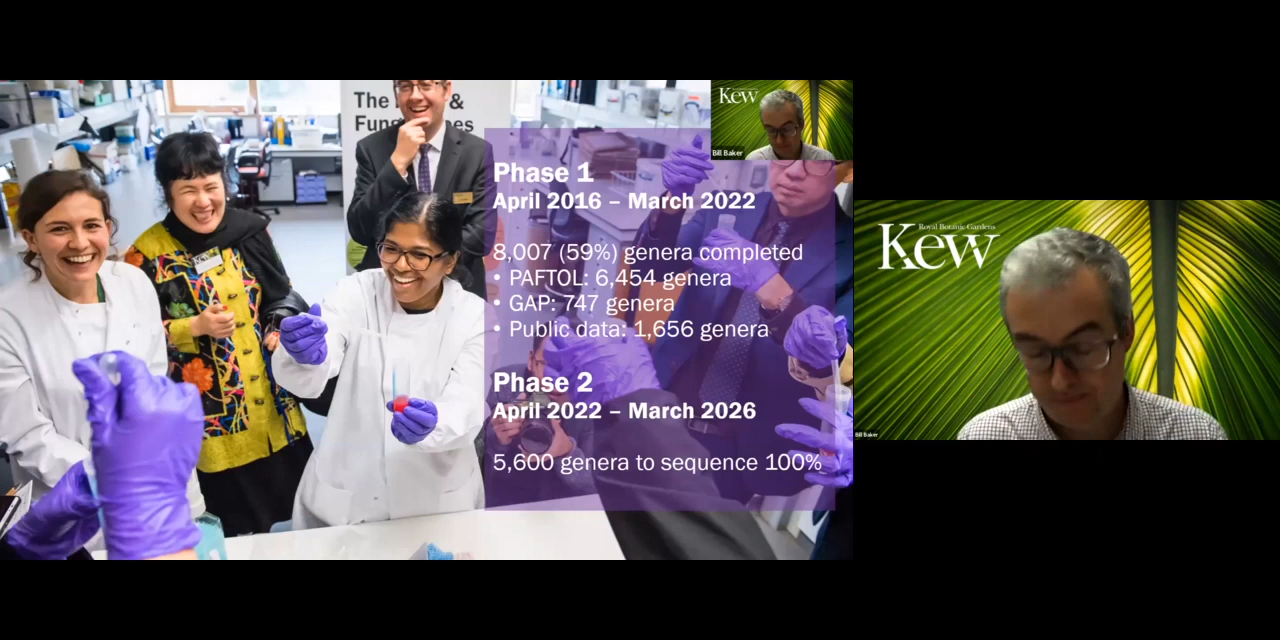 The & 
Fung
Kew
Bill Baker
Phase 1
April 2016 – March 2022
8,007 (59%) genera completed
• PAFTOL: 6,454 genera
• GAP: 747 genera
• Public data: 1,656 genera
Phase 2
April 2022 – March 2026
5,600 genera to sequence 100%
Royal Botanic Gardens
Kew
Bill Baker